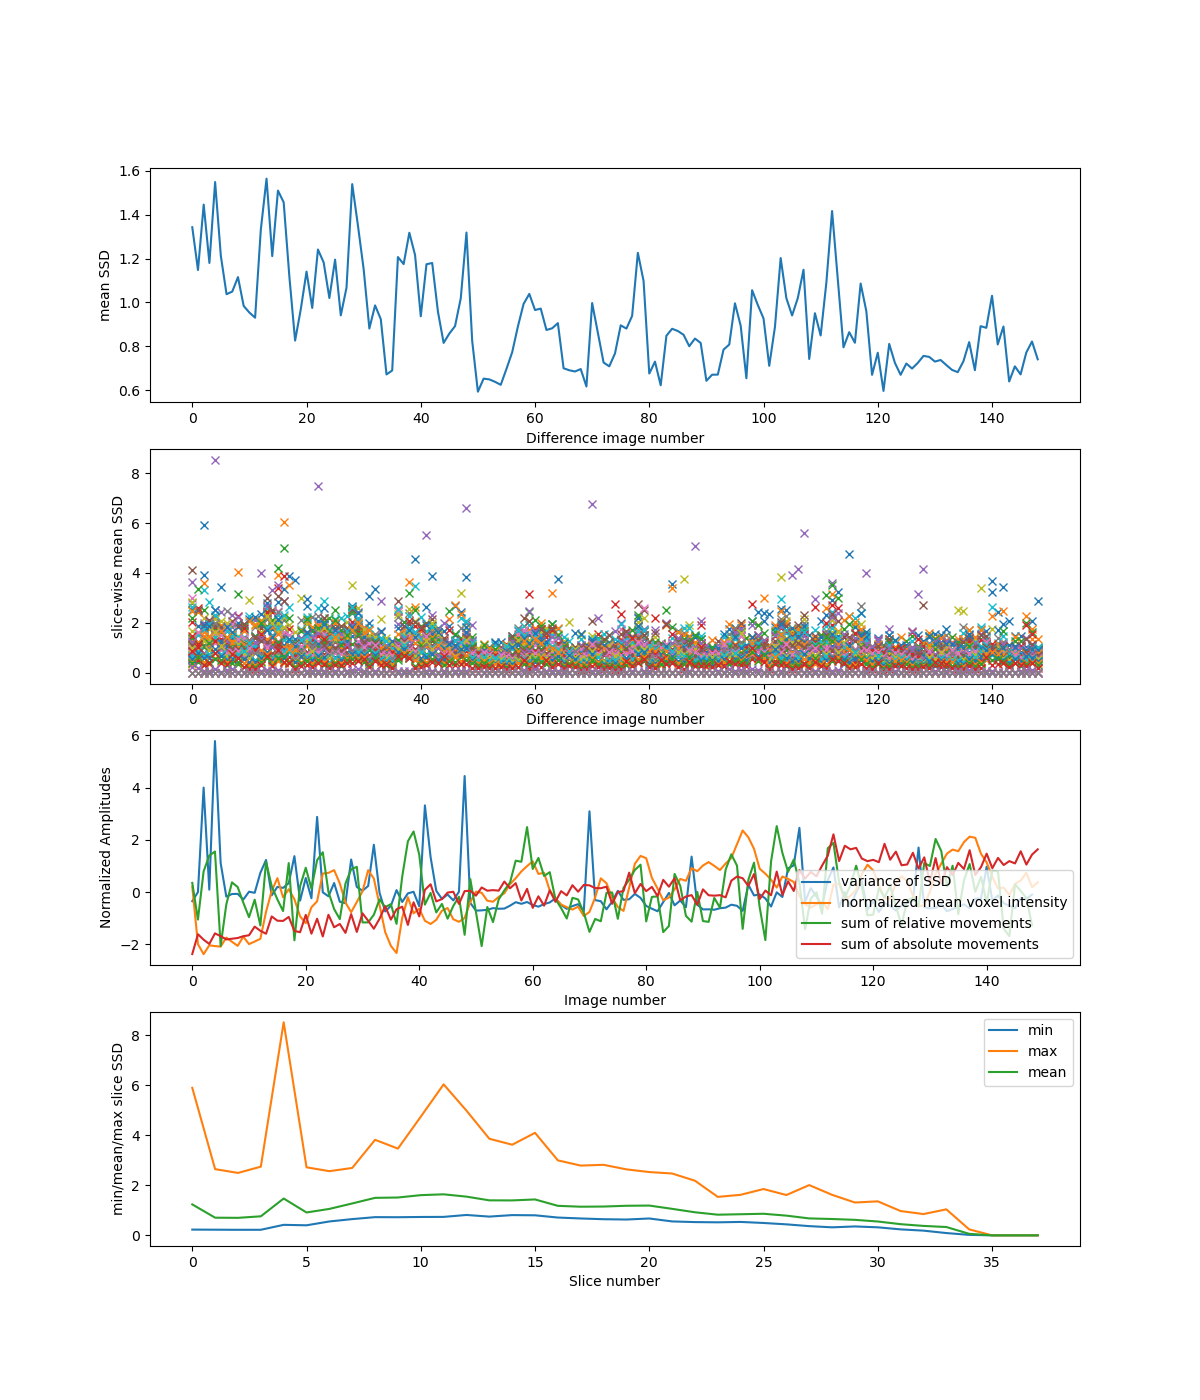 1.6
1.4
1.2
1.0
0.8
0.6
mean SSD
0 20 40 60 80 100 120 140
Difference image number
8
6
4
2
0
slice-wise mean SSD
0 20 40 60 80 100 120 140
Difference image number
6
4
2
0
−2
Normalized Amplitudes
variance of SSD
normalized mean voxel intensity
sum of relative movements
sum of absolute movements
0 20 40 60 80 100 120 140
Image number
8
6
4
2
0
min/mean/max slice SSD
min
max
mean
0 5 10 15 20 25 30 35
Slice number